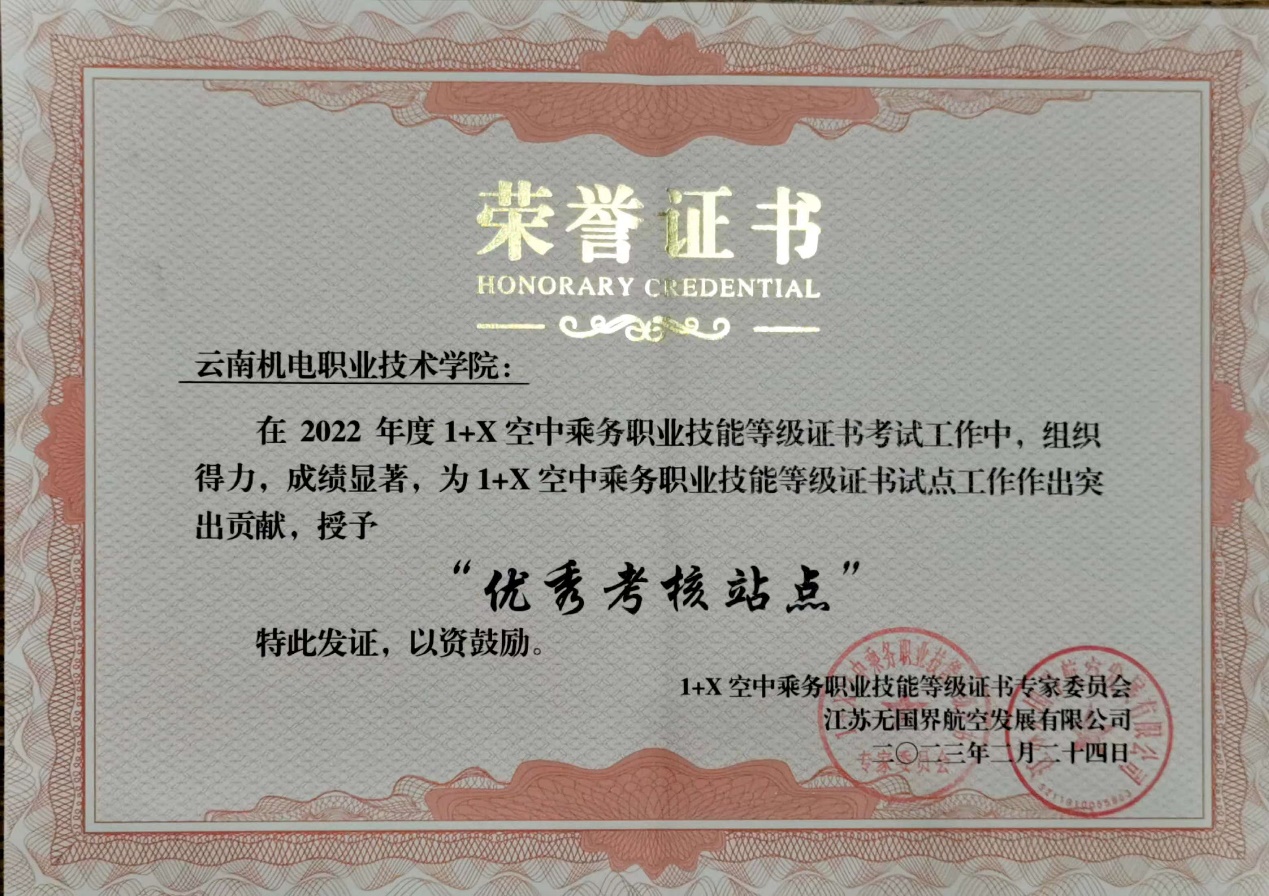 荣誉证书
HONORARY CREDENTIAL
云南机电职业技术学院：
在 2022 年度 1+X 空中乘务职业技能等级证书考试工作中，组织
得力，成绩显著，为 1+X 空中乘务职业技能等级证书试点工作作出突
出贡献，授予
“优秀考核站点”
特此发证，以资鼓励。
1+X 空中乘务职业技能等级证书专家委员会
江苏无国界航空发展有限公司
二〇二三年二月二十四日
专家委员会